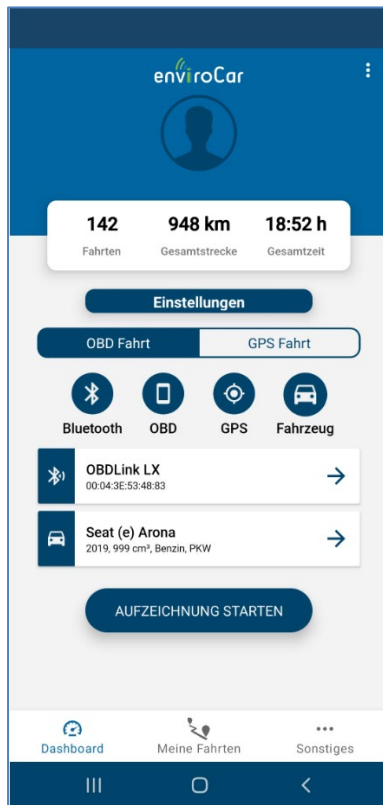 enviroCar
142 948 km 18:52 h
Fahrten Gesamtstrecke Gesamtzeit
Einstellungen
OBD Fahrt GPS Fahrt
Bluetooth OBD GPS Fahrzeug
OBDLink LX
00:04:3E:53:48:83
Seat (e) Arona
2019, 999 cm³, Benzin, PKW
AUFZEICHNUNG STARTEN
Dashboard Meine Fahrten Sonstiges